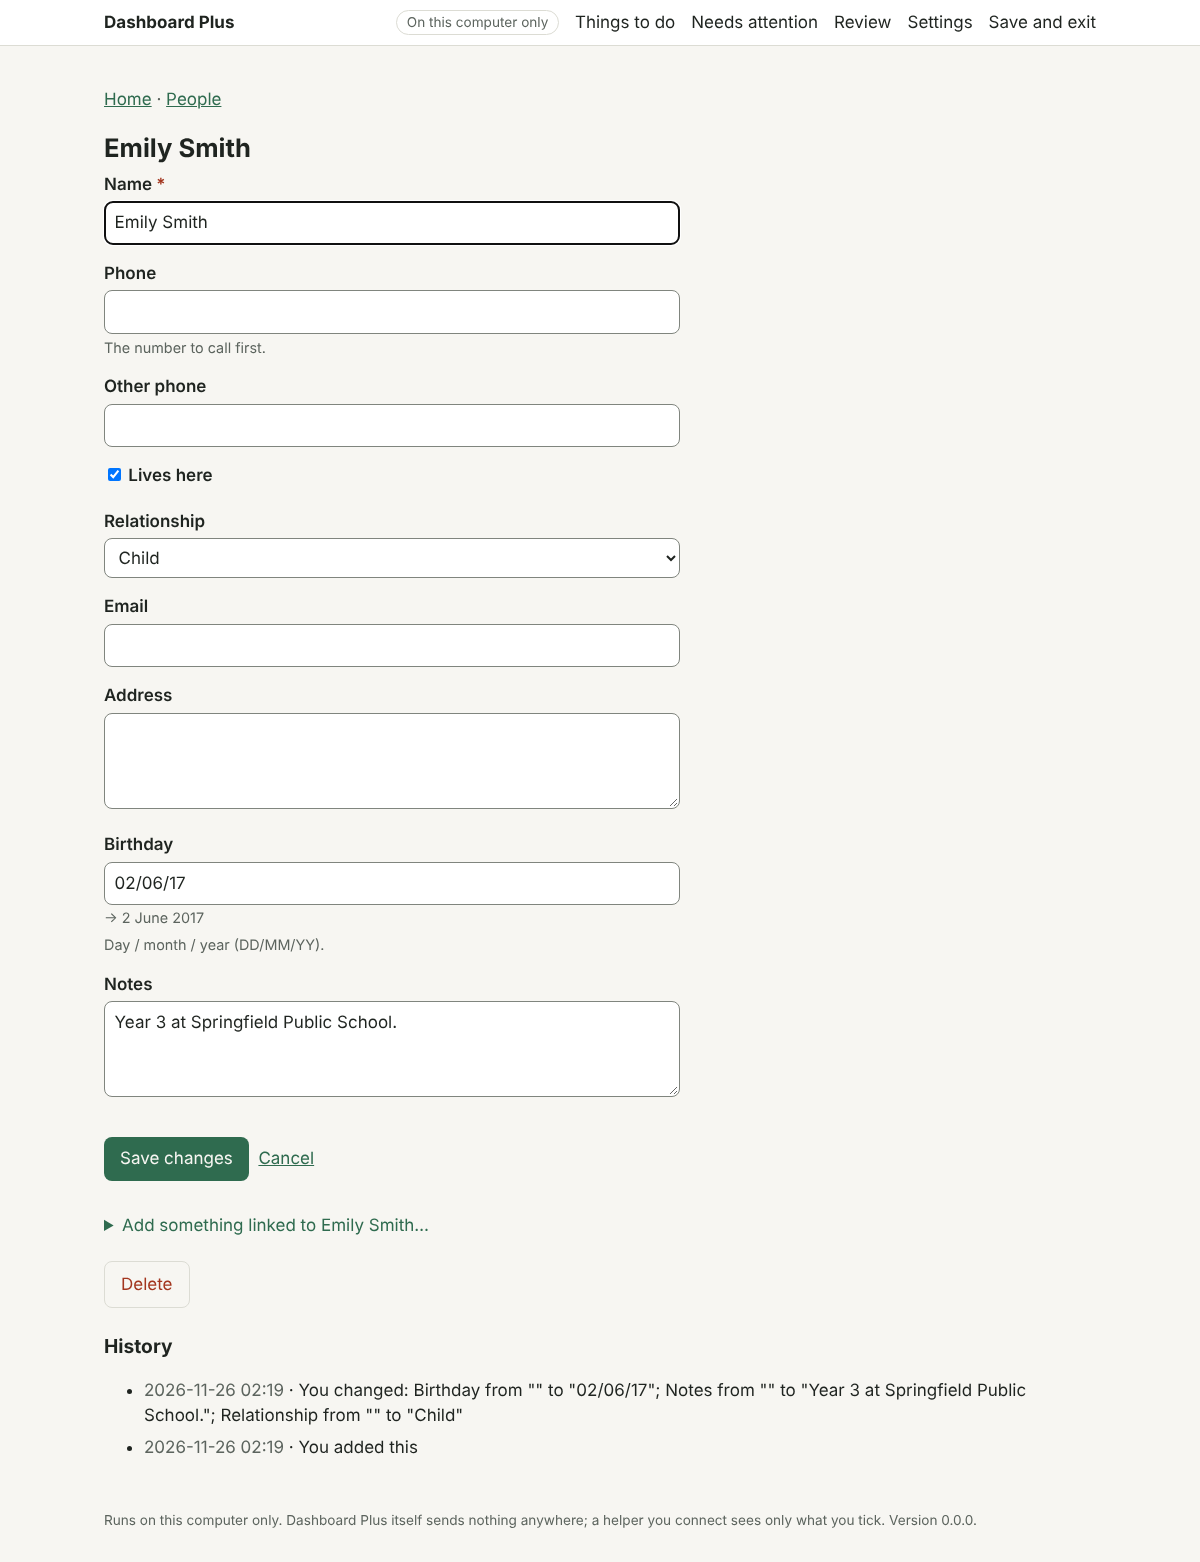 Dashboard Plus
On this computer only
Things to do
Needs attention
Review
Settings
Save and exit
Home · People
Emily Smith
Name *
Emily Smith
Phone
The number to call first.
Other phone
Lives here
Relationship
Child
Email
Address
Birthday
02/06/17
→ 2 June 2017
Day / month / year (DD/MM/YY).
Notes
Year 3 at Springfield Public School.
Save changes
Cancel
Add something linked to Emily Smith…
Delete
History
2026-11-26 02:19 · You changed: Birthday from "" to "02/06/17"; Notes from "" to "Year 3 at Springfield Public
School."; Relationship from "" to "Child"
2026-11-26 02:19 · You added this
Runs on this computer only. Dashboard Plus itself sends nothing anywhere; a helper you connect sees only what you tick. Version 0.0.0.